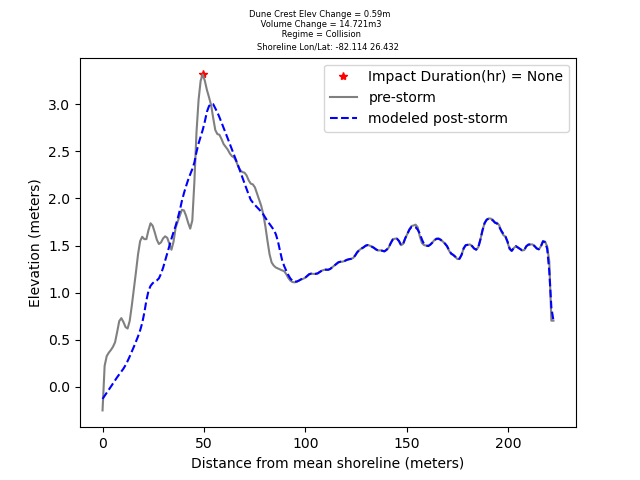 Dune Crest Elev Change = 0.59m
Volume Change = 14.721m3
Regime = Collision
Shoreline Lon/Lat: -82.114 26.432
Impact Duration(hr) = None
pre-storm
modeled post-storm
3.0
2.5
2.0
1.5
1.0
0.5
0.0
Elevation (meters)
0 50 100 150 200
Distance from mean shoreline (meters)